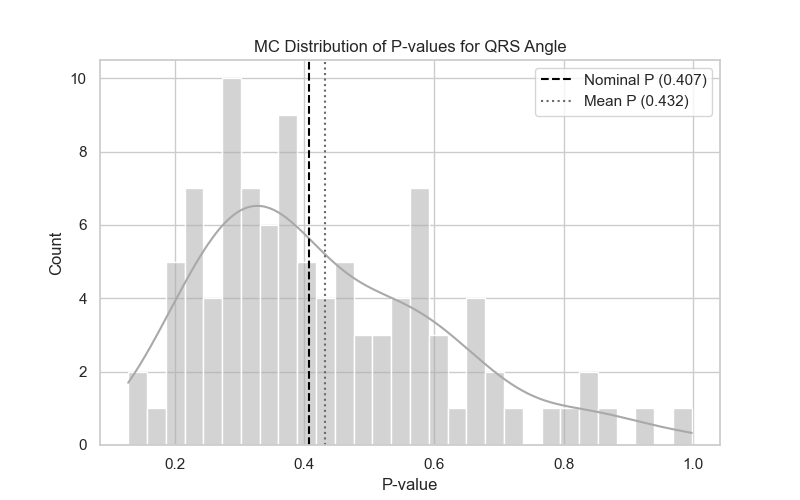 MC Distribution of P-values for QRS Angle
Nominal P (0.407)
Mean P (0.432)
Count
10
8
6
4
2
0
0.2 0.4 0.6 0.8 1.0
P-value